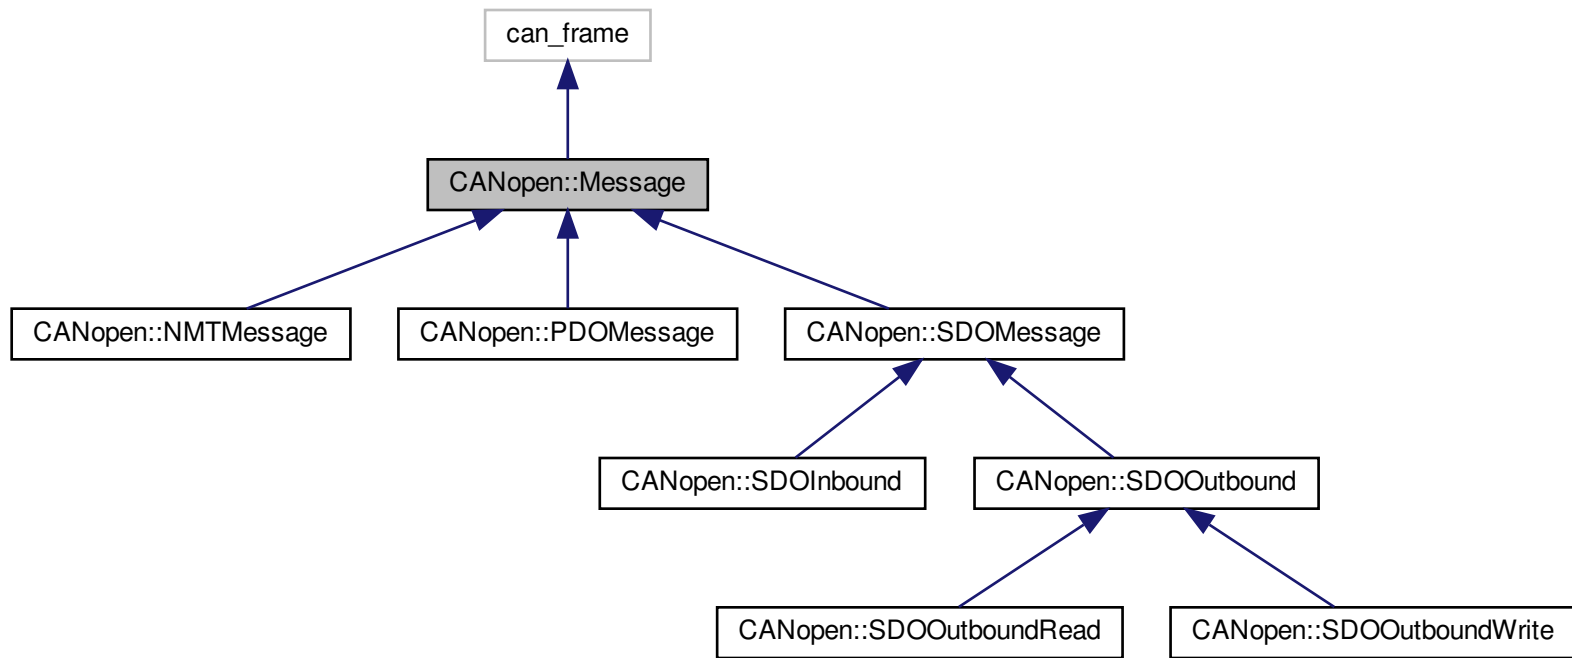 can_frame
CANopen::Message
CANopen::NMTMessage
CANopen::PDOMessage
CANopen::SDOMessage
CANopen::SDOInbound
CANopen::SDOOutbound
CANopen::SDOOutboundRead
CANopen::SDOOutboundWrite